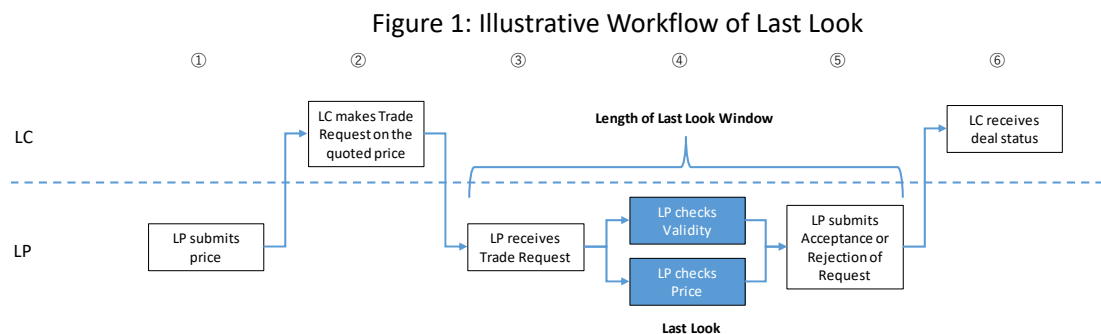 Figure 1: Illustrative Workflow of Last Look
① ② ③ ④ ⑤ ⑥
LC
LC makes Trade
Request on the
quoted price
Length of Last Look Window
LC receives
deal status
LP
LP submits
price
LP receives
Trade Request
LP checks
Validity
LP checks
Price
LP submits
Acceptance or
Rejection of
Request
Last Look